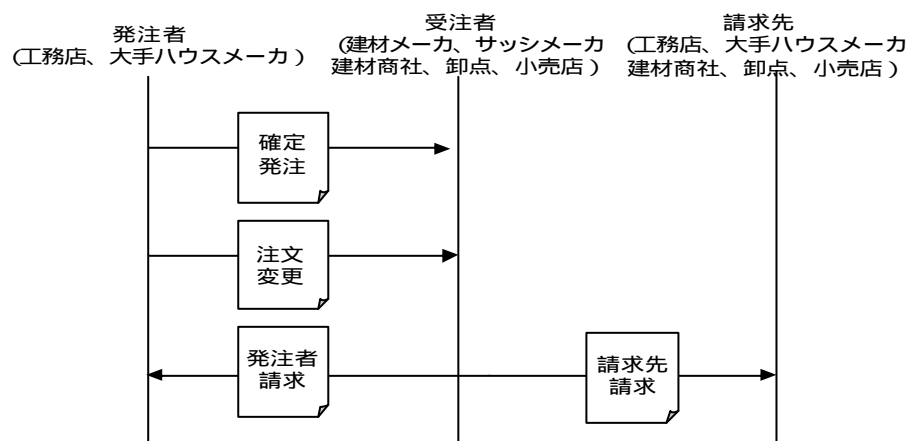 発注者
(工務店、大手ハウスメーカ)
受注者
(建材メーカ、サッシメーカ
建材商社、卸点、小売店)
請求先
(工務店、大手ハウスメーカ
建材商社、卸点、小売店)
確定
発注
注文
変更
発注者
請求
請求先
請求